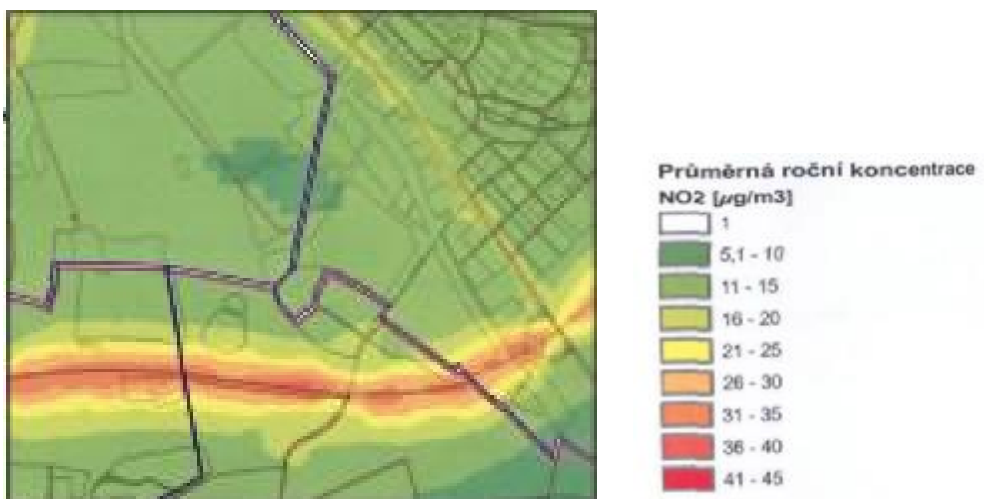 Průměrná roční koncentrace
NO2 [µg/m3]
1
5,1 - 10
11 - 15
16 - 20
21 - 25
26 - 30
31 - 35
36 - 40
41 - 45